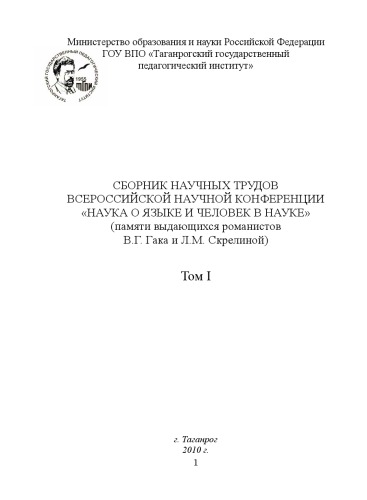 Министерство образования и науки Российской Федерации
ГОУ ВПО «Таганрогский государственный
педагогический институт»
1955
СБОРНИК НАУЧНЫХ ТРУДОВ
ВСЕРОССИЙСКОЙ НАУЧНОЙ КОНФЕРЕНЦИИ
«НАУКА О ЯЗЫКЕ И ЧЕЛОВЕК В НАУКЕ»
(памяти выдающихся романистов
В.Г. Гака и Л.М. Скрелиной)
Том I
г. Таганрог
2010 г.
1